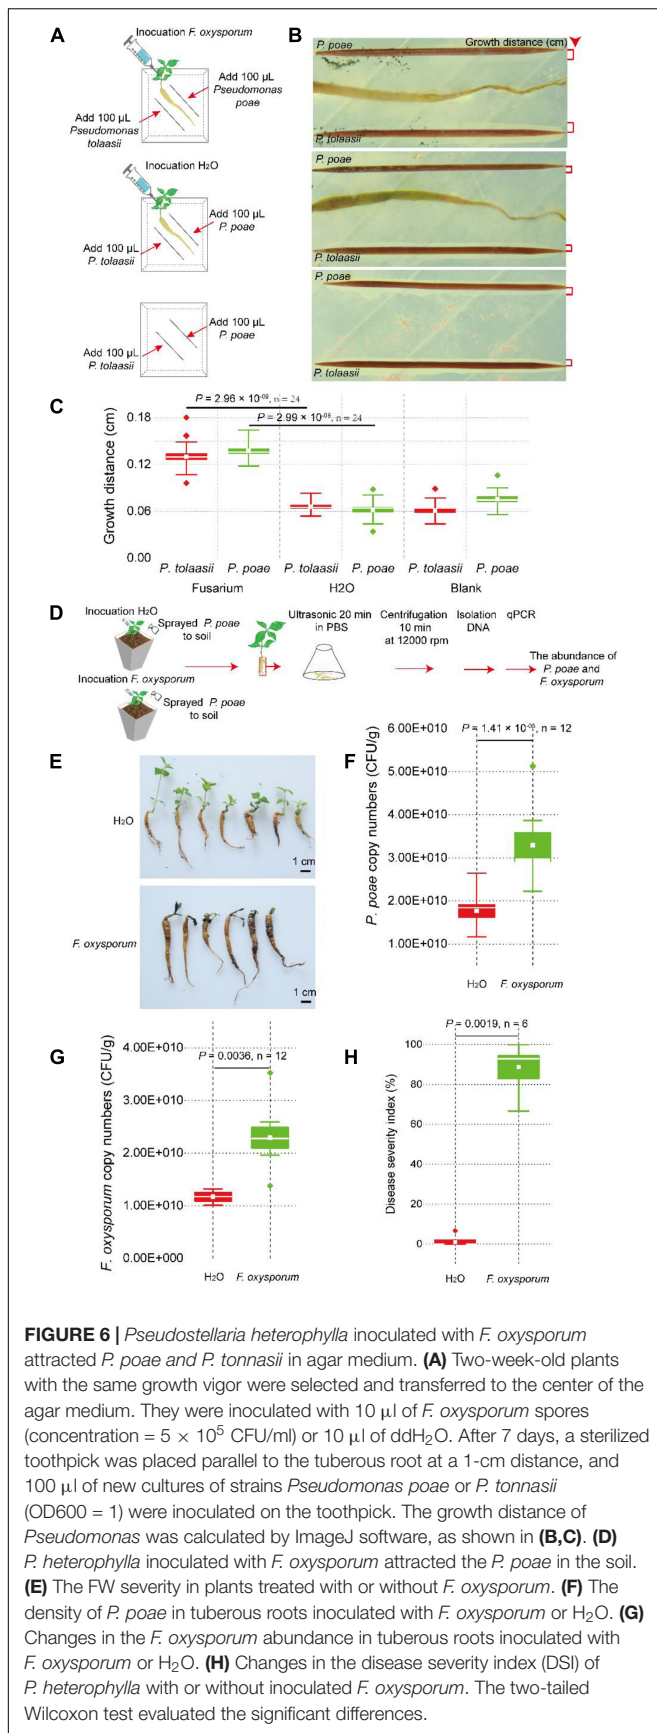 A
Inocuation F. oxysporum
Add 100 µL
Pseudomonas
poae
Add 100 µL
Pseudomonas
tolaasii
Inocuation H2O
Add 100 µL
P. poae
Add 100 µL
P. tolaasii
Add 100 µL
P. poae
Add 100 µL
P. tolaasii
B
P. poae
Growth distance (cm)
P. tolaasii
P. poae
P. tolaasii
P. poae
P. tolaasii
C
P = 2.96 × 10⁻⁰⁹, n = 24
P = 2.99 × 10⁻⁰⁹, n = 24
Growth distance (cm)
0.18
0.12
0.06
0.00
P. tolaasii P. poae P. tolaasii P. poae P. tolaasii P. poae
Fusarium H2O Blank
D
Inocuation H2O
Sprayed P. poae
to soil
Inocuation F. oxysporum
Sprayed P. poae
to soil
Ultrasonic 20 min
in PBS
Centrifugation
10 min
at 12000 rpm
Isolation
DNA
qPCR
The abundance of
P. poae and
F. oxysporum
E
H2O
1 cm
F. oxysporum
1 cm
F
P. poae copy numbers (CFU/g)
P = 1.41 × 10⁻⁰⁵, n = 12
6.00E+010
5.00E+010
4.00E+010
3.00E+010
2.00E+010
1.00E+010
H2O F. oxysporum
G
F. oxysporum copy numbers (CFU/g)
P = 0.0036, n = 12
4.00E+010
3.00E+010
2.00E+010
1.00E+010
0.00E+000
H2O F. oxysporum
H
Disease severity index (%)
P = 0.0019, n = 6
100
80
60
40
20
0
H2O F. oxysporum
FIGURE 6 | Pseudostellaria heterophylla inoculated with F. oxysporum
attracted P. poae and P. tonnasii in agar medium. (A) Two-week-old plants
with the same growth vigor were selected and transferred to the center of the
agar medium. They were inoculated with 10 µl of F. oxysporum spores
(concentration = 5 × 10⁵ CFU/ml) or 10 µl of ddH₂O. After 7 days, a sterilized
toothpick was placed parallel to the tuberous root at a 1-cm distance, and
100 µl of new cultures of strains Pseudomonas poae or P. tonnasii
(OD600 = 1) were inoculated on the toothpick. The growth distance of
Pseudomonas was calculated by ImageJ software, as shown in (B,C). (D)
P. heterophylla inoculated with F. oxysporum attracted the P. poae in the soil.
(E) The FW severity in plants treated with or without F. oxysporum. (F) The
density of P. poae in tuberous roots inoculated with F. oxysporum or H₂O. (G)
Changes in the F. oxysporum abundance in tuberous roots inoculated with
F. oxysporum or H₂O. (H) Changes in the disease severity index (DSI) of
P. heterophylla with or without inoculated F. oxysporum. The two-tailed
Wilcoxon test evaluated the significant differences.